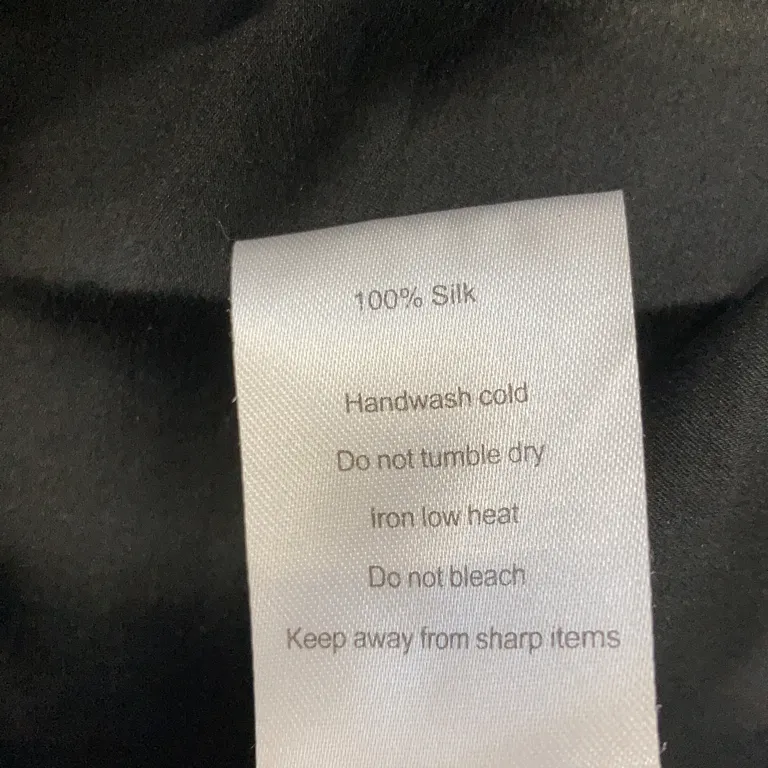 100% Silk
Handwash cold
Do not tumble dry
iron low heat
Do not bleach
Keep away from sharp items